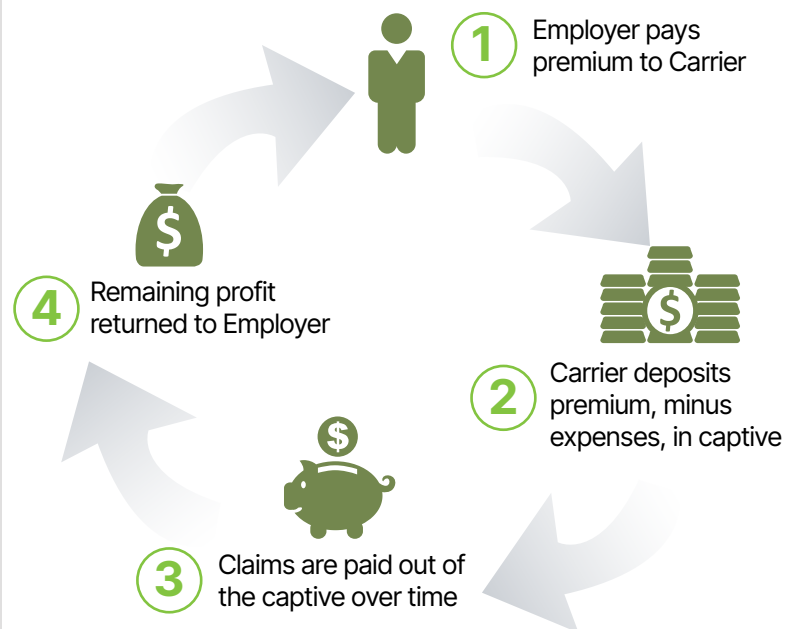 1
Employer pays
premium to Carrier
$
2
Carrier deposits
premium, minus
expenses, in captive
$
3
Claims are paid out of
the captive over time
$
4
Remaining profit
returned to Employer